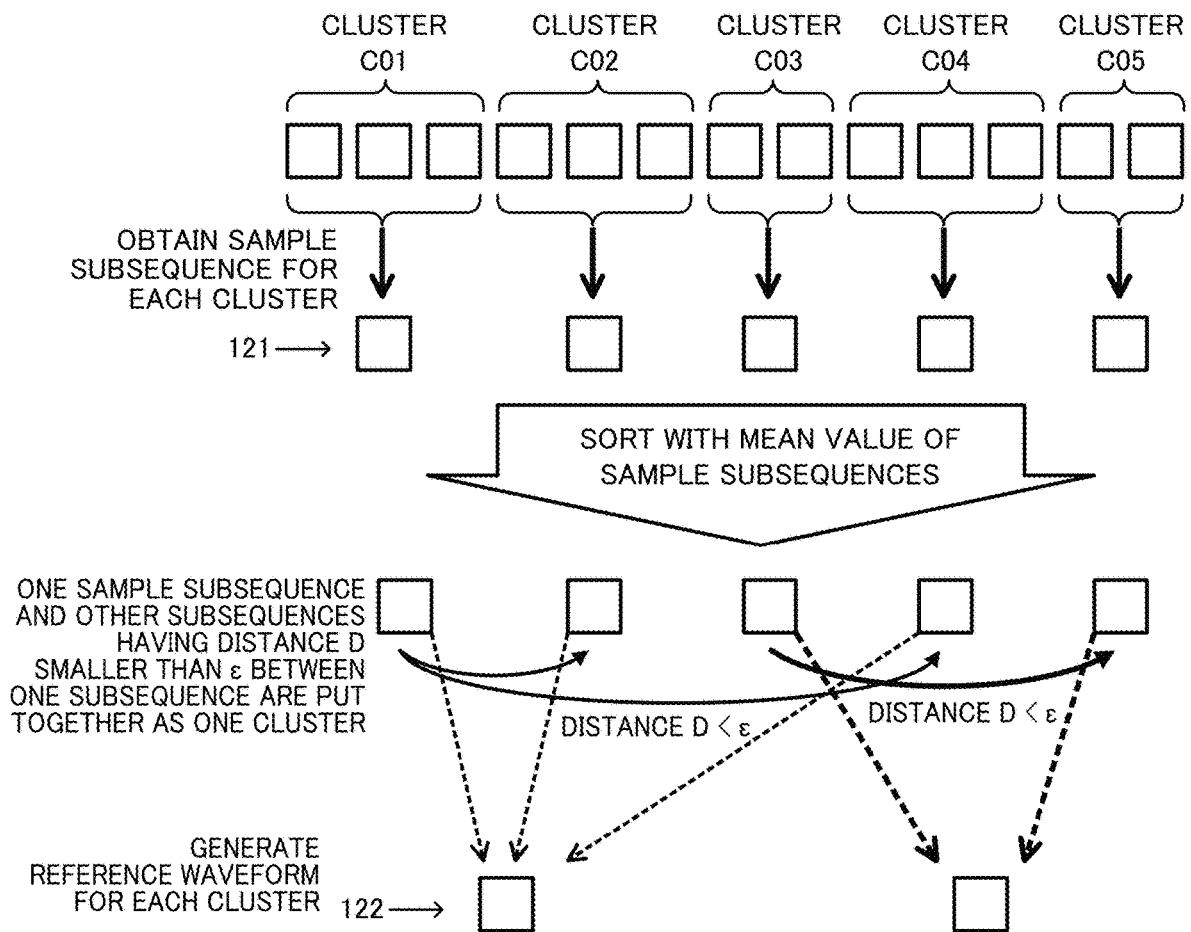 CLUSTER CLUSTER CLUSTER CLUSTER CLUSTER
C01 C02 C03 C04 C05
OBTAIN SAMPLE
SUBSEQUENCE FOR
EACH CLUSTER
121
SORT WITH MEAN VALUE OF
SAMPLE SUBSEQUENCES
ONE SAMPLE SUBSEQUENCE
AND OTHER SUBSEQUENCES
HAVING DISTANCE D
SMALLER THAN ε BETWEEN
ONE SUBSEQUENCE ARE PUT
TOGETHER AS ONE CLUSTER
DISTANCE D < ε
DISTANCE D < ε
GENERATE
REFERENCE WAVEFORM
FOR EACH CLUSTER
122